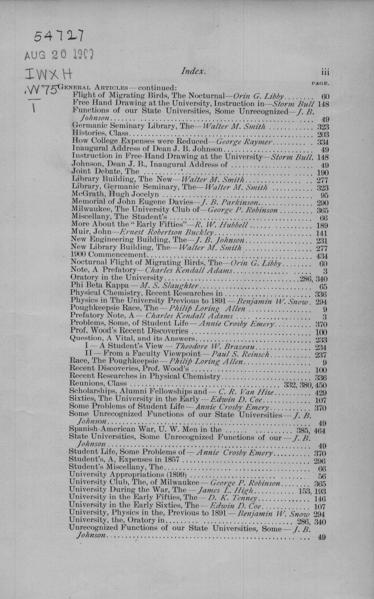 54727
AUG 20 1907
IWXH
.W75
I
Index. iii
PAGE.
GENERAL ARTICLES—continued:
Flight of Migrating Birds, The Nocturnal—Orin G. Libby 60
Free Hand Drawing at the University, Instruction in—Storm Bull 148
Functions of our State Universities, Some Unrecognized—J. B.
Johnson 49
Germanic Seminary Library, The—Walter M. Smith 323
Histories, Class 203
How College Expenses were Reduced—George Raymer 334
Inaugural Address of Dean J. B. Johnson 49
Instruction in Free Hand Drawing at the University—Storm Bull. 148
Johnson, Dean J. B., Inaugural Address of 49
Joint Debate, The 190
Library Building, The New—Walter M. Smith 277
Library, Germanic Seminary, The—Walter M. Smith 323
McGrath, Hugh Jocelyn 95
Memorial of John Eugene Davies—J. B. Parkinson 290
Milwaukee, The University Club of—George P. Robinson 365
Miscellany, The Student's 66
More About the "Early Fifties"—R. W. Hubbell 189
Muir, John—Ernest Robertson Buckley 141
New Engineering Building, The—J. B. Johnson 231
New Library Building, The—Walter M. Smith 277
1900 Commencement 434
Nocturnal Flight of Migrating Birds, The—Orin G. Libby 60
Note, A Prefatory—Charles Kendall Adams 3
Oratory in the University 286, 340
Phi Beta Kappa—M. S. Slaughter 65
Physical Chemistry, Recent Researches in 336
Physics in The University Previous to 1891—Benjamin W. Snow. 294
Poughkeepsie Race, The—Philip Loring Allen 9
Prefatory Note, A—Charles Kendall Adams 3
Problems, Some, of Student Life—Annie Crosby Emery 370
Prof. Wood's Recent Discoveries 100
Question, A Vital, and its Answers 233
I—A Student's View—Theodore W. Brazeau 234
II—From a Faculty Viewpoint—Paul S. Reinsch 237
Race, The Poughkeepsie—Philip Loring Allen 9
Recent Discoveries, Prof. Wood's 100
Recent Researches in Physical Chemistry 336
Reunions, Class 332, 380, 450
Scholarships, Alumni Fellowships and—C. R. Van Hise 429
Sixties, The University in the Early—Edwin D. Coe 107
Some Problems of Student Life—Annie Crosby Emery 370
Some Unrecognized Functions of our State Universities—J. B.
Johnson 49
Spanish-American War, U. W. Men in the 385, 464
State Universities, Some Unrecognized Functions of our—J. B.
Johnson 49
Student Life, Some Problems of—Annie Crosby Emery 370
Student's, A, Expenses in 1857 296
Student's Miscellany, The 66
University Appropriations (1899) 56
University Club, The, of Milwaukee—George P. Robinson 365
University During the War, The—James L. High 153, 193
University in the Early Fifties, The—D. K. Tenney 146
University in the Early Sixties, The—Edwin D. Coe 107
University, Physics in the, Previous to 1891—Benjamin W. Snow 294
University, the, Oratory in 286, 340
Unrecognized Functions of our State Universities, Some—J. B.
Johnson 49